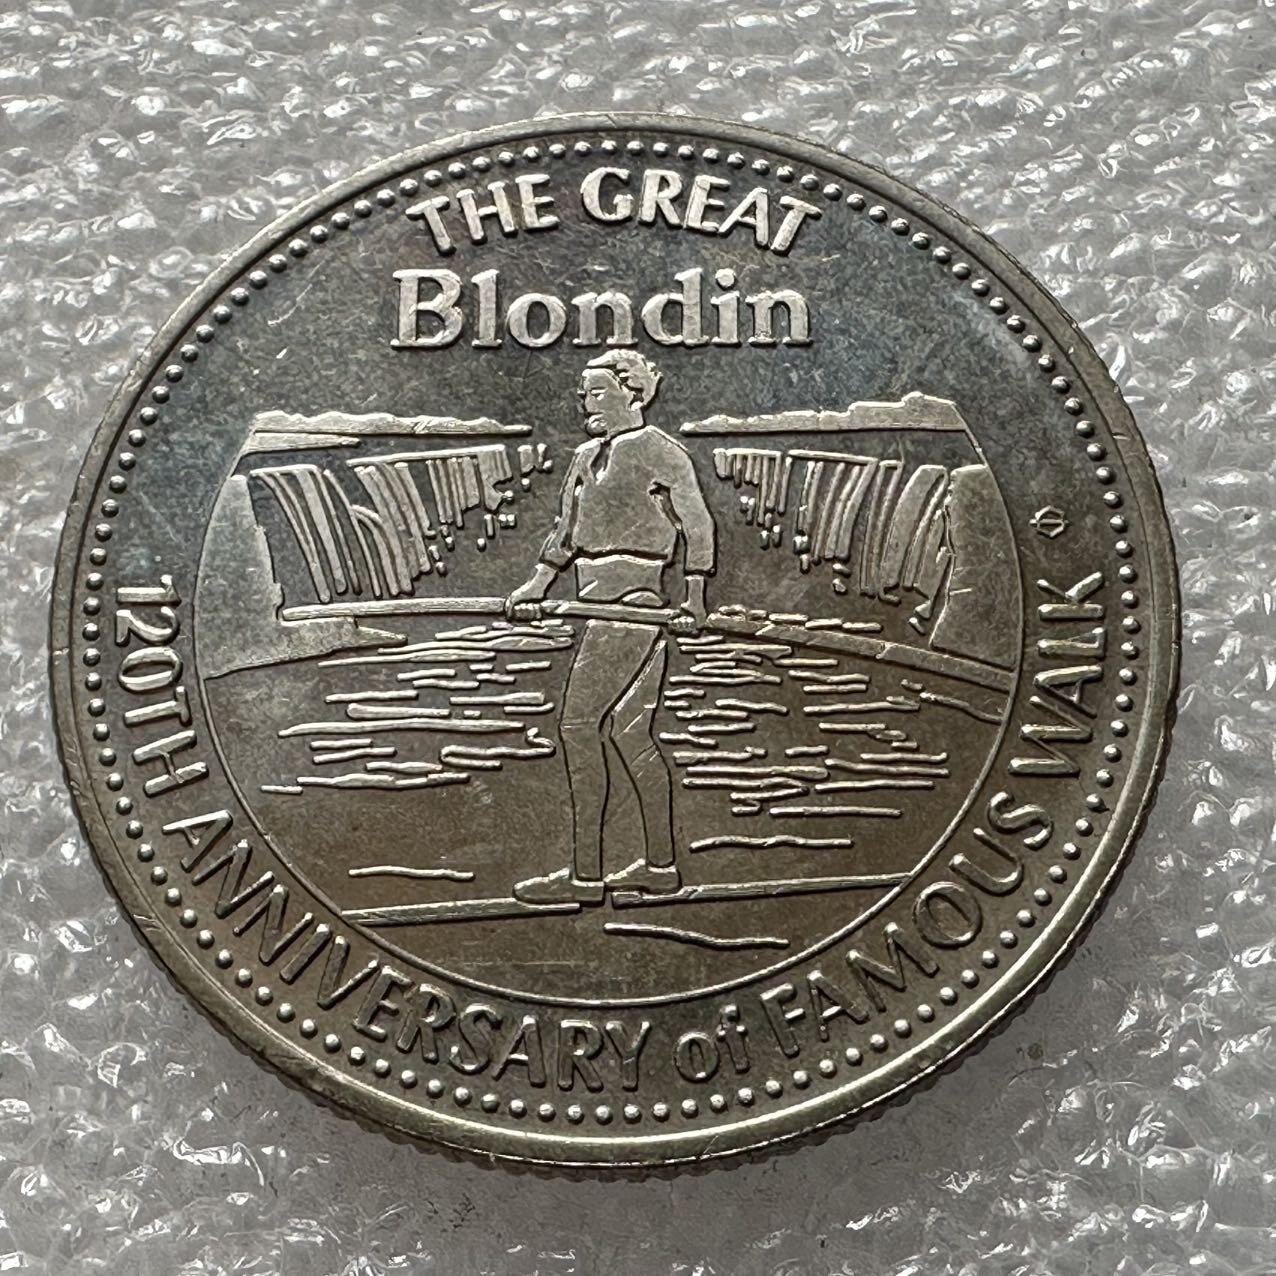 THE GREAT
Blondin
120TH ANNIVERSARY of FAMOUS WALK